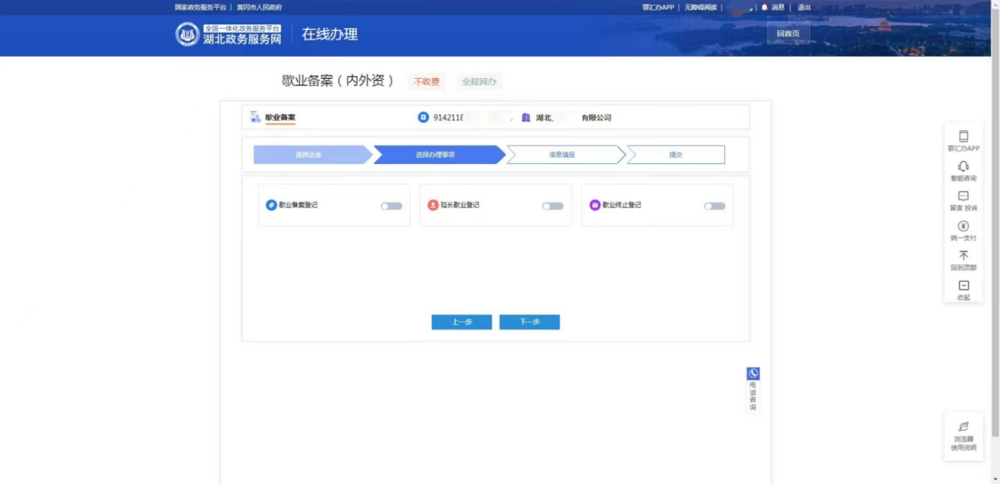 国家政务服务平台 | 黄冈市人民政府
鄂汇办APP | 无障碍阅读 |
| 消息 | 退出
全国一体化政务服务平台
湖北政务服务网
在线办理
回首页
歇业备案（内外资）
不收费
全程网办
歇业备案
9142118
湖北
有限公司
选择企业
选择办理事项
信息填报
提交
歇业备案登记
延长歇业登记
歇业终止登记
上一步
下一步
鄂汇办APP
智能咨询
留言 投诉
统一支付
回到顶部
收起
电话咨询
浏览器
使用说明